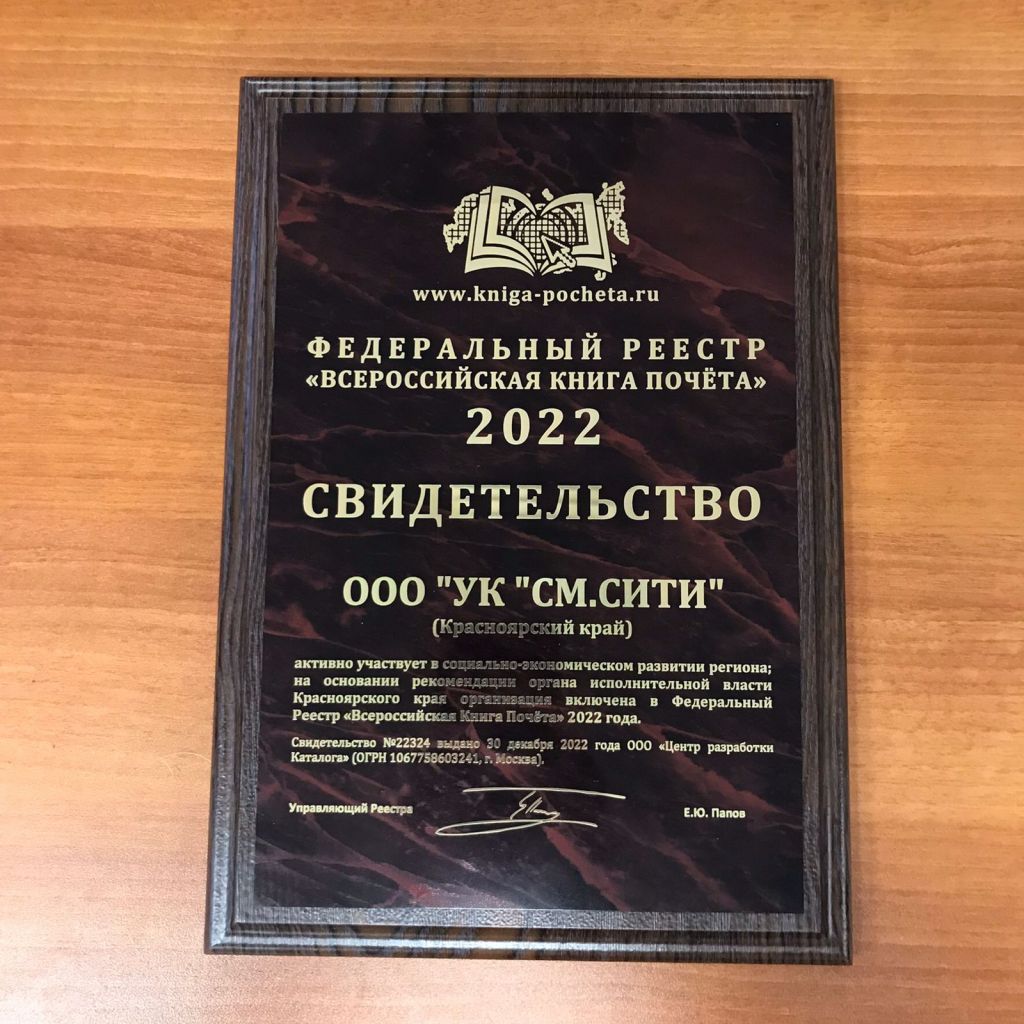 www.kniga-pocheta.ru
ФЕДЕРАЛЬНЫЙ РЕЕСТР
«ВСЕРОССИЙСКАЯ КНИГА ПОЧЁТА»
2022
СВИДЕТЕЛЬСТВО
ООО "УК "СМ.СИТИ"
(Красноярский край)
активно участвует в социально-экономическом развитии региона;
на основании рекомендации органа исполнительной власти
Красноярского края организация включена в Федеральный
Реестр «Всероссийская Книга Почёта» 2022 года.
Свидетельство №22324 выдано 30 декабря 2022 года ООО «Центр разработки
Каталога» (ОГРН 1067758603241, г. Москва).
Управляющий Реестра Е.Ю. Папов